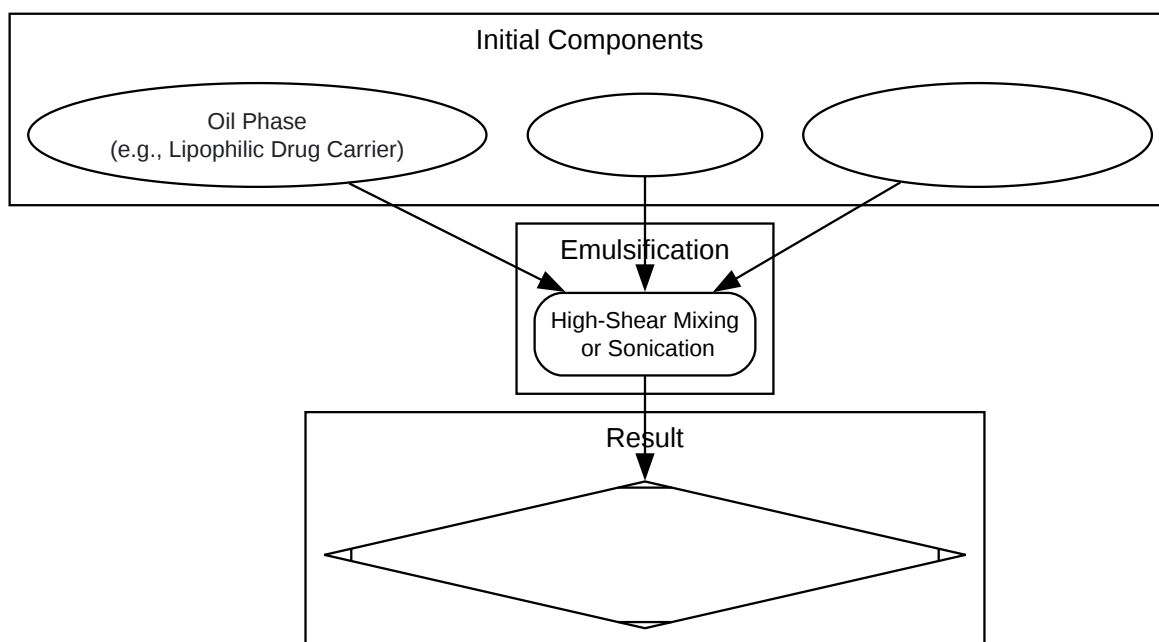 Initial Components
Oil Phase
(e.g., Lipophilic Drug Carrier)
Emulsification
High-Shear Mixing
or Sonication
Result